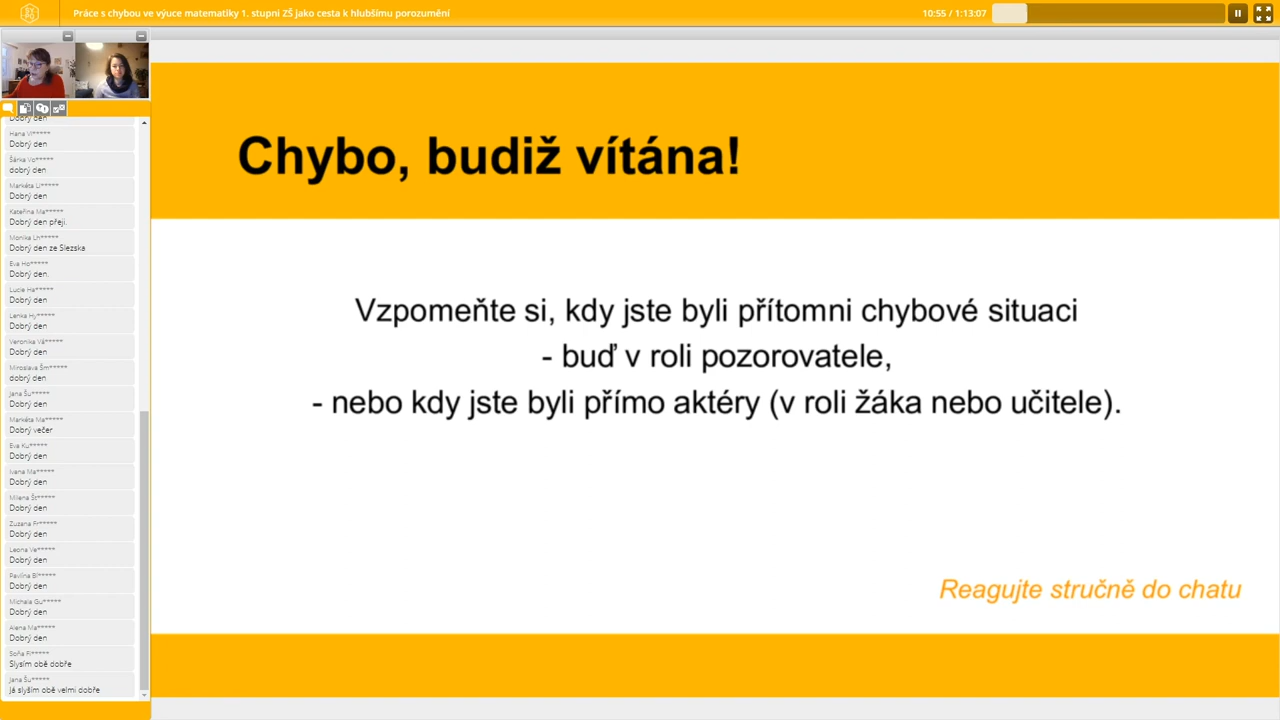 Práce s chybou ve výuce matematiky 1. stupni ZŠ jako cesta k hlubšímu porozumění
10:55 / 1:13:07
Dobrý den
Hana Vl*****
Dobrý den
Šárka Vo*****
dobrý den
Markéta Li*****
Dobrý den
Kateřina Ma*****
Dobrý den přeji.
Monika Lh*****
Dobrý den ze Slezska
Eva Ho*****
Dobrý den.
Lucie Ha*****
Dobrý den
Lenka Hy*****
Dobrý den
Veronika Vá*****
Dobrý den
Miroslava Šm*****
dobrý den
Jana Šu*****
Dobrý den
Markéta Ma*****
Dobrý večer
Eva Ku*****
Dobrý den
Ivana Ma*****
Dobrý den
Milena Št*****
Dobrý den
Zuzana Fr*****
Dobrý den
Leona Ve*****
Dobrý den
Pavlína Bl*****
Dobrý den
Michala Gu*****
Dobrý den
Alena Ma*****
Dobrý den
Soňa Fl*****
Slysím obě dobře
Jana Šu*****
Já slyším obě velmi dobře
Chybo, budiž vítána!
Vzpomeňte si, kdy jste byli přítomni chybové situaci
- buď v roli pozorovatele,
- nebo kdy jste byli přímo aktéry (v roli žáka nebo učitele).
Reagujte stručně do chatu